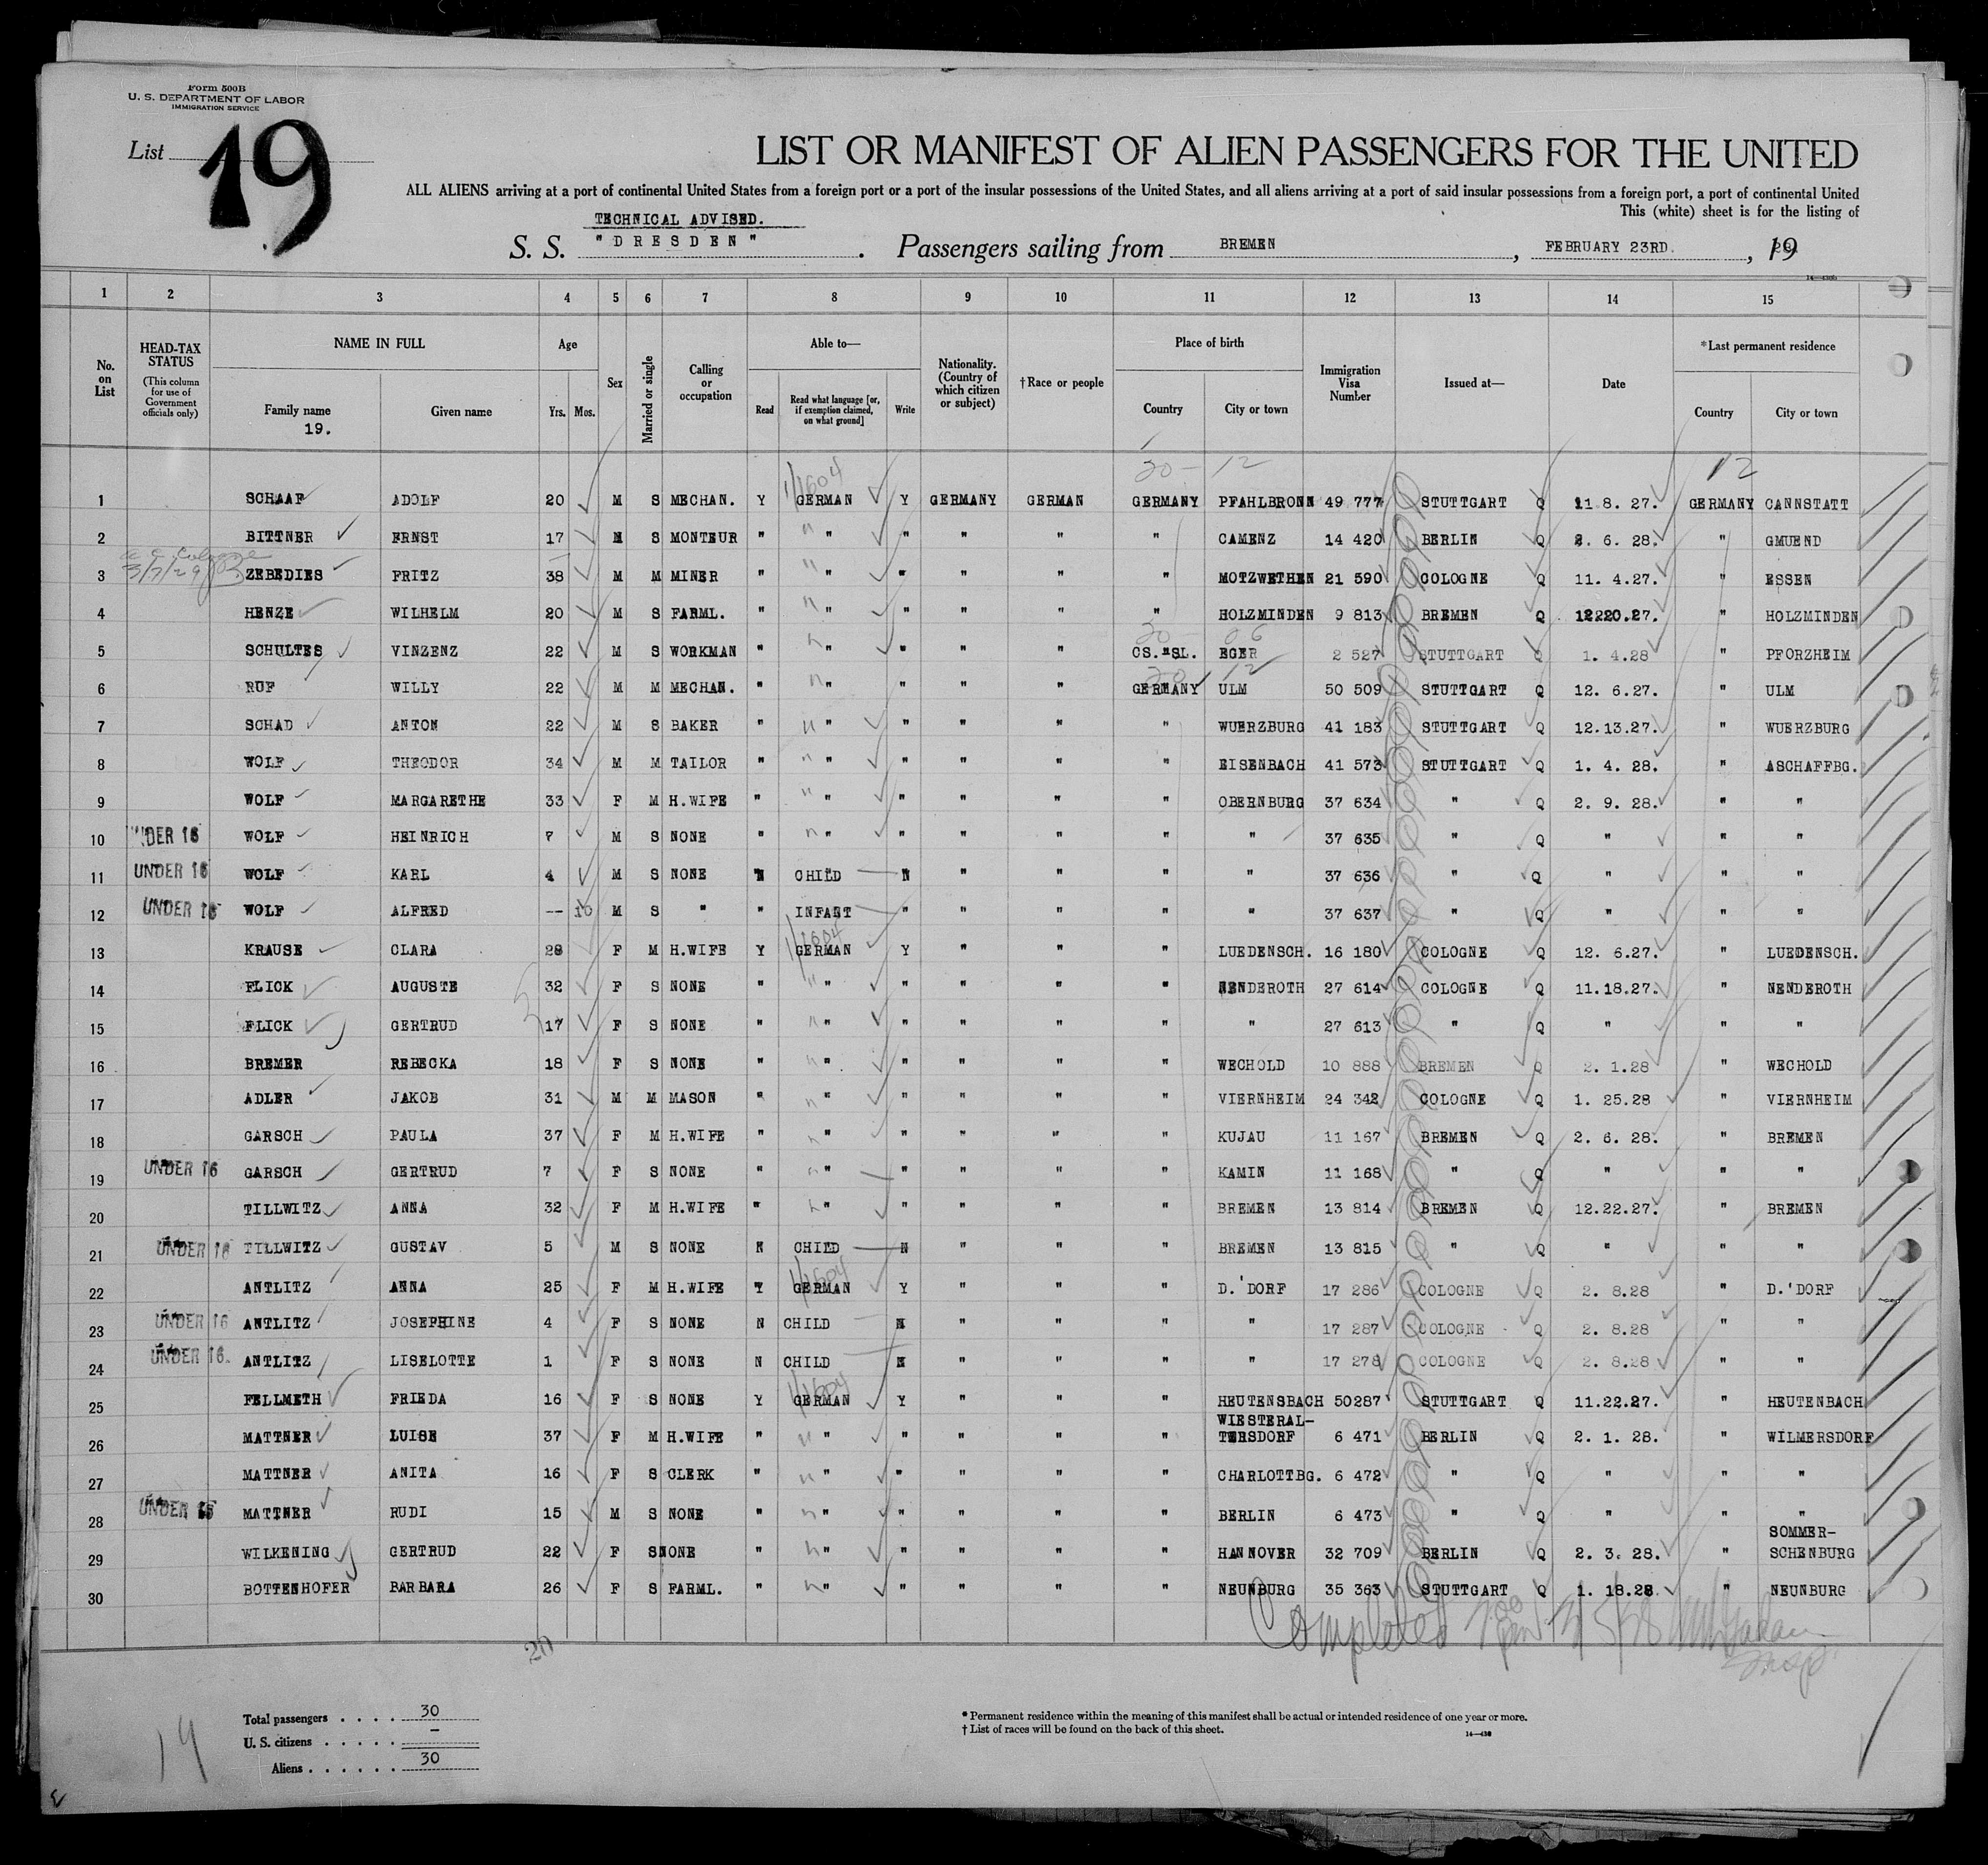 Form 500B
U. S. DEPARTMENT OF LABOR
IMMIGRATION SERVICE
List 19
LIST OR MANIFEST OF ALIEN PASSENGERS FOR THE UNITED
ALL ALIENS arriving at a port of continental United States from a foreign port or a port of the insular possessions of the United States, and all aliens arriving at a port of said insular possessions from a foreign port, a port of continental United
This (white) sheet is for the listing of
TECHNICAL ADVISED.
S. S. "DRESDEN". Passengers sailing from BREMEN, FEBRUARY 23RD., 19
1 2 3 4 5 6 7 8 9 10 11 12 13 14 15
No. on List
HEAD-TAX STATUS
(This column for use of Government officials only)
NAME IN FULL
Family name
19.
Given name
Age
Yrs. Mos.
Sex
Married or single
Calling or occupation
Able to—
Read
Read what language [or, if exemption claimed, on what ground]
Write
Nationality. (Country of which citizen or subject)
†Race or people
Place of birth
Country
City or town
Immigration Visa Number
Issued at—
Date
*Last permanent residence
Country
City or town
20 - 12
12
1 SCHAAF ADOLF 20 M S MECHAN. Y GERMAN Y GERMANY GERMAN GERMANY PFAHLBRONN 49 777 STUTTGART Q 11.8. 27. GERMANY CANNSTATT
2 BITTNER ERNST 17 M S MONTEUR " " " " " " CAMENZ 14 420 BERLIN Q 2. 6. 28. " GMUEND
3 3/7/29 ZEBEDIES FRITZ 38 M M MINER " " " " " " MOTZWETHEN 21 590 COLOGNE Q 11. 4.27. " ESSEN
4 HENZE WILHELM 20 M S FARML. " " " " " " HOLZMINDEN 9 813 BREMEN Q 1220.27. " HOLZMINDEN
5 SCHULTES VINZENZ 22 M S WORKMAN " " " " " CS.-SL. EGER 2 527 STUTTGART Q 1. 4.28 " PFORZHEIM
6 RUF WILLY 22 M M MECHAN. " " " " " GERMANY ULM 50 509 STUTTGART Q 12. 6.27. " ULM
7 SCHAD ANTON 22 M S BAKER " " " " " " WUERZBURG 41 183 STUTTGART Q 12.13.27. " WUERZBURG
8 WOLF THEODOR 34 M M TAILOR " " " " " " EISENBACH 41 573 STUTTGART Q 1. 4. 28. " ASCHAFFBG.
9 WOLF MARGARETHE 33 F M H.WIFE " " " " " " OBERNBURG 37 634 " Q 2. 9. 28. " "
10 UNDER 16 WOLF HEINRICH 7 M S NONE " " " " " " " 37 635 " Q " " "
11 UNDER 16 WOLF KARL 4 M S NONE N CHILD N " " " " 37 636 " Q " " "
12 UNDER 16 WOLF ALFRED -- 10 M S " " INFANT " " " " " 37 637 " Q " " "
13 KRAUSE CLARA 28 F M H.WIFE Y GERMAN Y " " " LUEDENSCH. 16 180 COLOGNE Q 12. 6.27. " LUEDENSCH.
14 FLICK AUGUSTE 32 F S NONE " " " " " " NENDEROTH 27 614 COLOGNE Q 11.18.27. " NENDEROTH
15 FLICK GERTRUD 17 F S NONE " " " " " " " 27 613 " Q " " "
16 BREMER REBECKA 18 F S NONE " " " " " " WECHOLD 10 888 BREMEN Q 2. 1.28 " WECHOLD
17 ADLER JAKOB 31 M M MASON " " " " " " VIERNHEIM 24 342 COLOGNE Q 1. 25.28 " VIERNHEIM
18 GARSCH PAULA 37 F M H.WIFE " " " " " " KUJAU 11 167 BREMEN Q 2. 6. 28. " BREMEN
19 UNDER 16 GARSCH GERTRUD 7 F S NONE " " " " " " KAMIN 11 168 " Q " " "
20 TILLWITZ ANNA 32 F M H.WIFE " " " " " " BREMEN 13 814 BREMEN Q 12.22.27. " BREMEN
21 UNDER 16 TILLWITZ GUSTAV 5 M S NONE N CHILD N " " " BREMEN 13 815 " Q " " "
22 ANTLITZ ANNA 25 F M H.WIFE Y GERMAN Y " " " D.'DORF 17 286 COLOGNE Q 2. 8.28 " D.'DORF
23 UNDER 16 ANTLITZ JOSEPHINE 4 F S NONE N CHILD N " " " " 17 287 COLOGNE Q 2. 8.28 " "
24 UNDER 16. ANTLITZ LISELOTTE 1 F S NONE N CHILD N " " " " 17 278 COLOGNE Q 2. 8.28 " "
25 FELLMETH FRIEDA 16 F S NONE Y GERMAN Y " " " HEUTENSBACH 50287 STUTTGART Q 11.22.27. " HEUTENBACH
26 MATTNER LUISE 37 F M H.WIFE " " " " " " WIESTERAL-TERSDORF 6 471 BERLIN Q 2. 1. 28. " WILMERSDORF
27 MATTNER ANITA 16 F S CLERK " " " " " " CHARLOTTBG. 6 472 " Q " " "
28 UNDER 16 MATTNER RUDI 15 M S NONE " " " " " " BERLIN 6 473 " Q " " "
29 WILKENING GERTRUD 22 F S NONE " " " " " " HANNOVER 32 709 BERLIN Q 2. 3. 28. " SOMMER-SCHENBURG
30 BOTTENHOFER BARBARA 26 F S FARML. " " " " " " NEUNBURG 35 363 STUTTGART Q 1. 18.28. " NEUNBURG
Completed
20
19
Total passengers . . . . 30
U. S. citizens . . . . . –
Aliens . . . . . . 30
* Permanent residence within the meaning of this manifest shall be actual or intended residence of one year or more.
† List of races will be found on the back of this sheet.